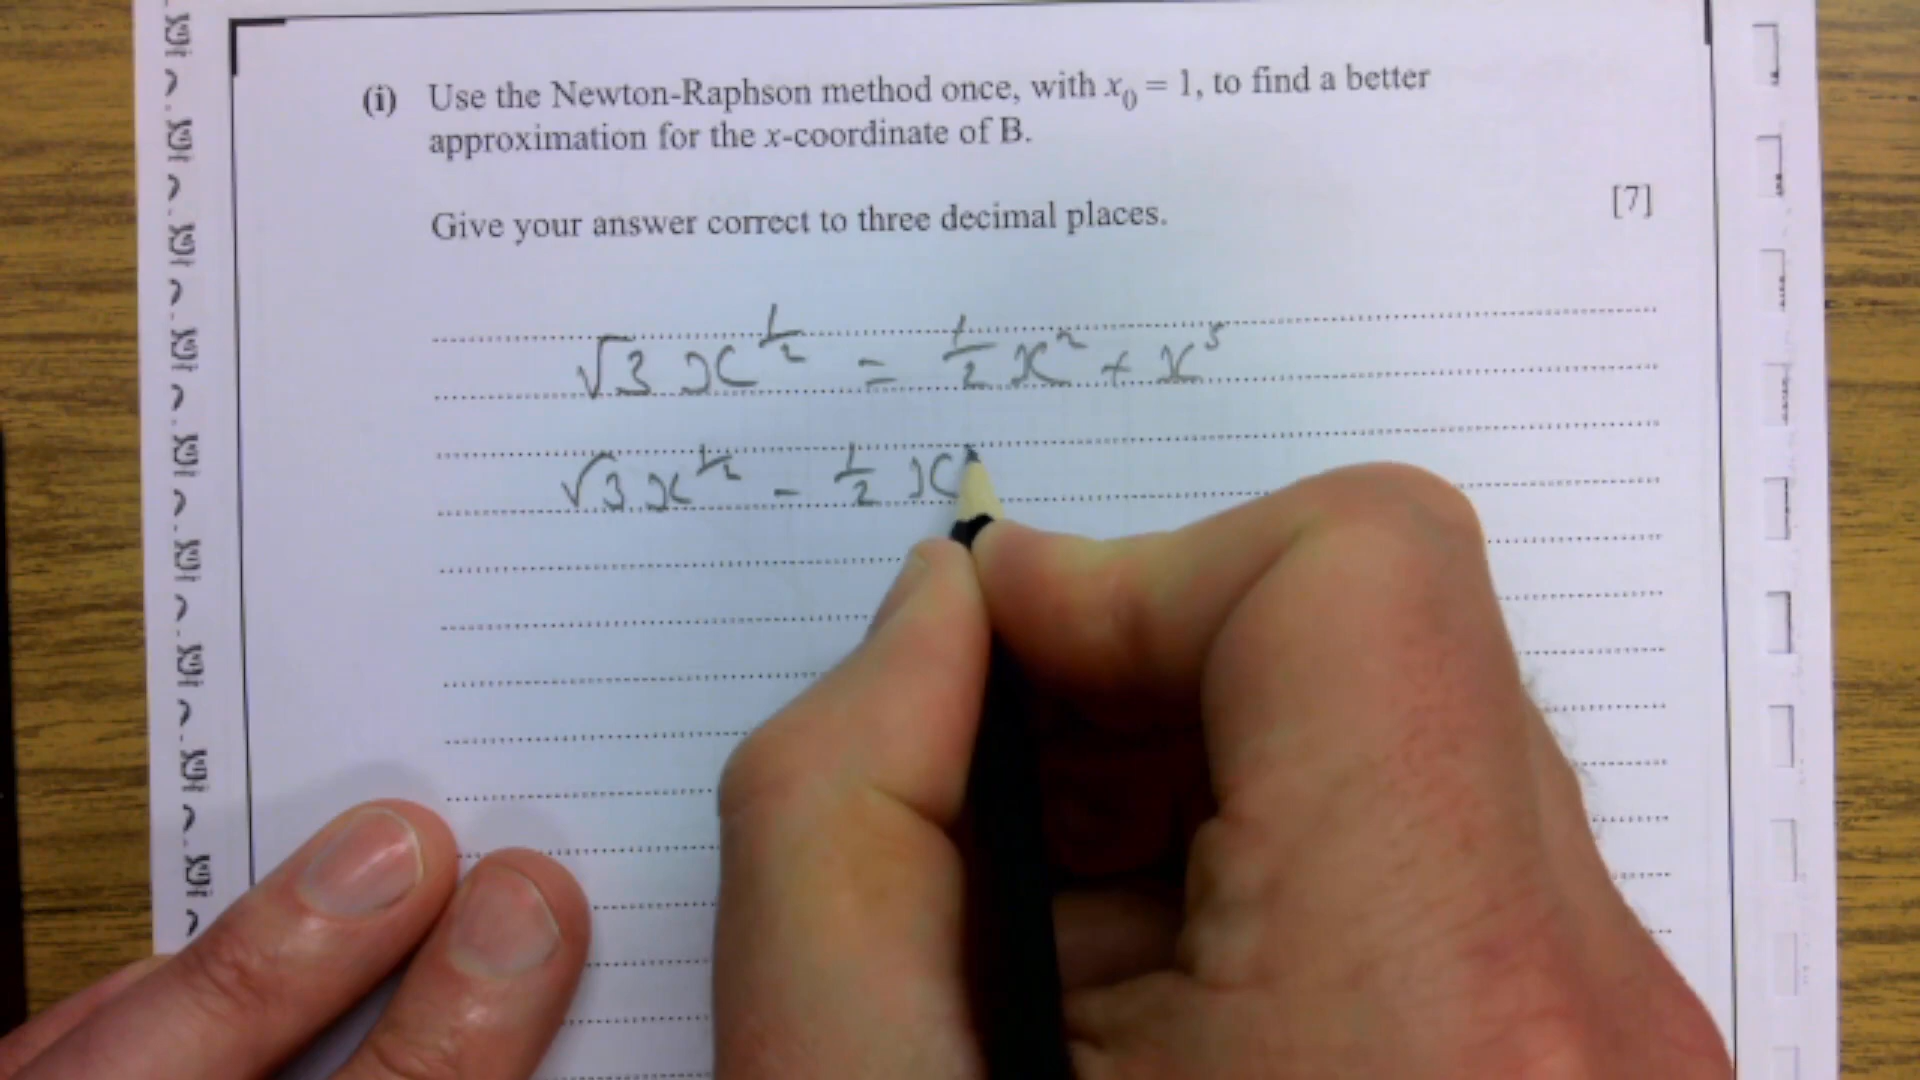 (i) Use the Newton-Raphson method once, with x₀ = 1, to find a better
approximation for the x-coordinate of B.
Give your answer correct to three decimal places. [7]
√3 x^½ = ½ x² + x⁵
√3 x^½ - ½ x